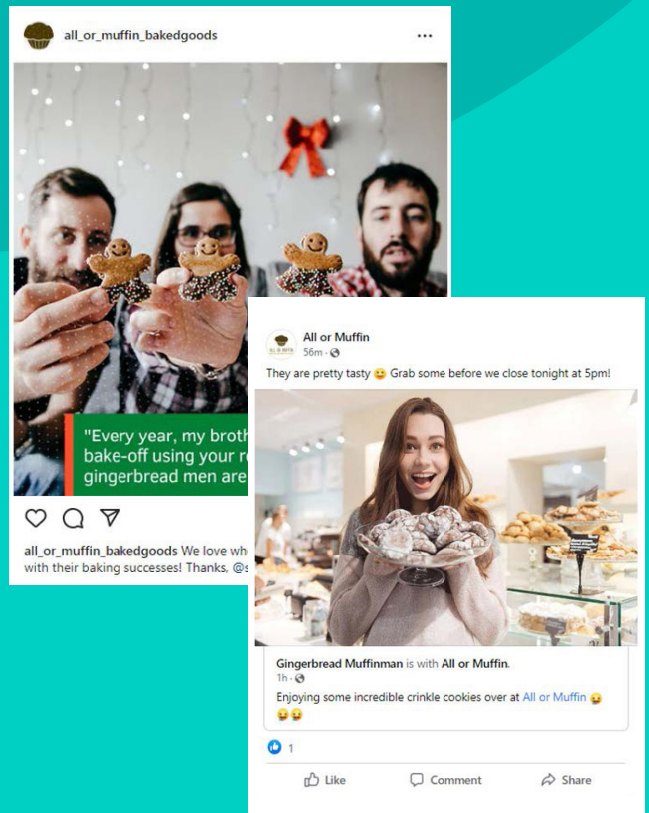 all_or_muffin_bakedgoods
"Every year, my
bake-off using your
gingerbread men are
all_or_muffin_bakedgoods We love
with their baking successes! Thanks,
All or Muffin
56m
They are pretty tasty 😀 Grab some before we close tonight at 5pm!
Gingerbread Muffinman is with All or Muffin.
1h
Enjoying some incredible crinkle cookies over at All or Muffin 😝
😝😝
1
Like Comment Share